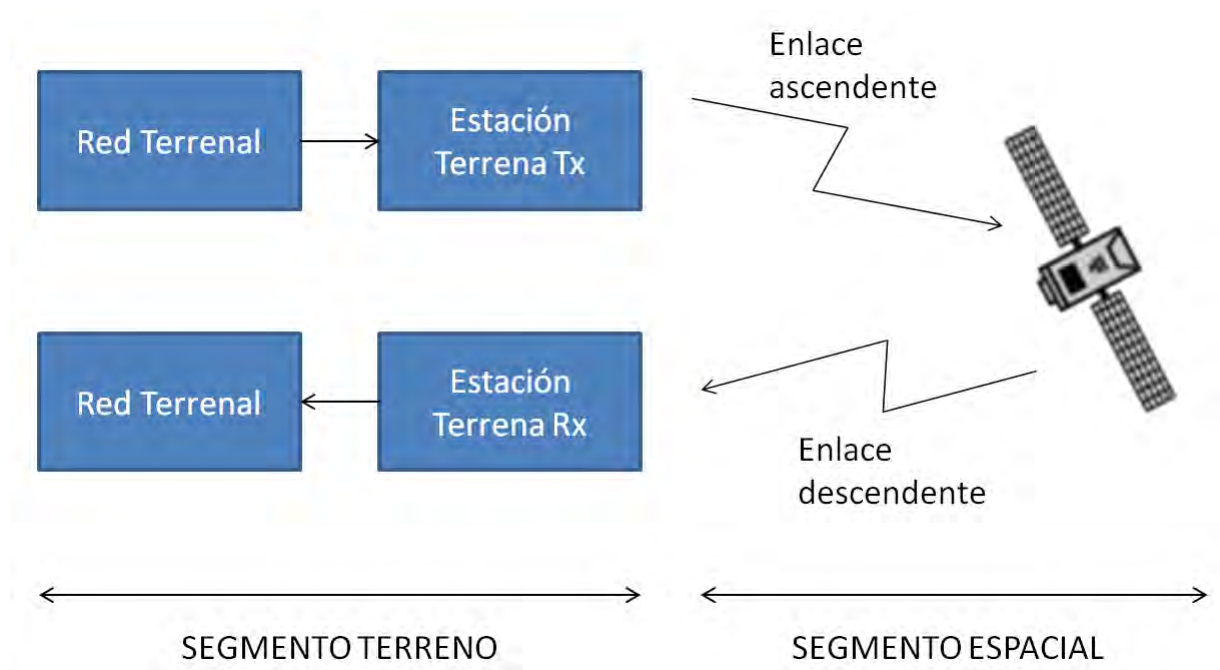 Enlace
ascendente
Red Terrenal
Estación
Terrena Tx
Red Terrenal
Estación
Terrena Rx
Enlace
descendente
SEGMENTO TERRENO
SEGMENTO ESPACIAL